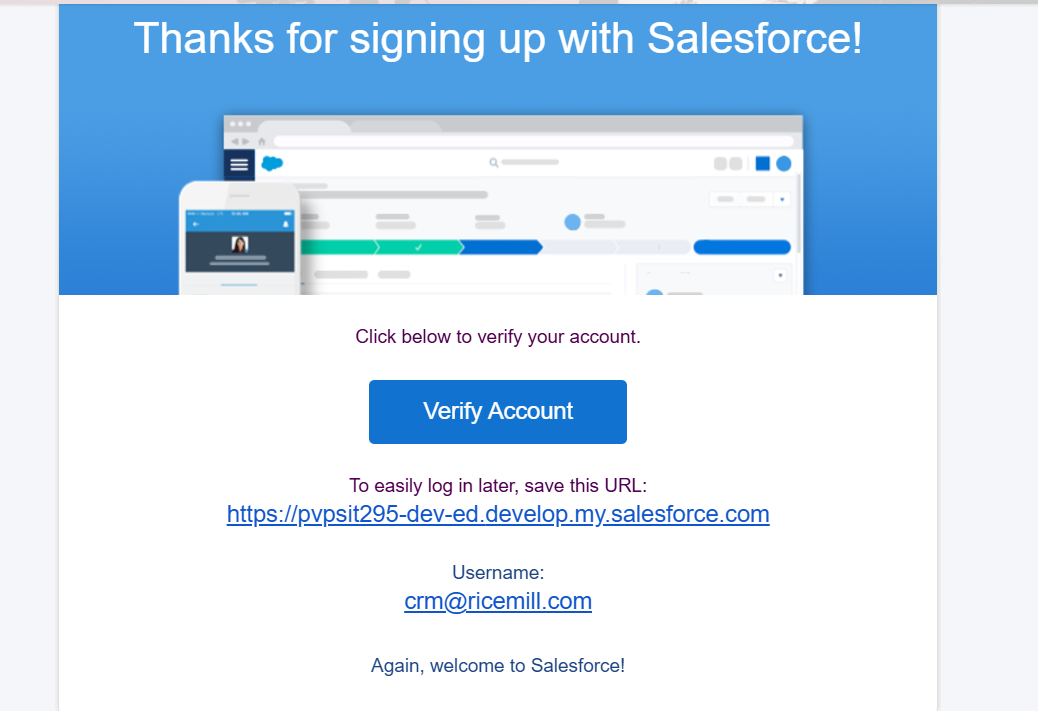 Thanks for signing up with Salesforce!
Click below to verify your account.
Verify Account
To easily log in later, save this URL:
https://pvpsit295-dev-ed.develop.my.salesforce.com
Username:
crm@ricemill.com
Again, welcome to Salesforce!